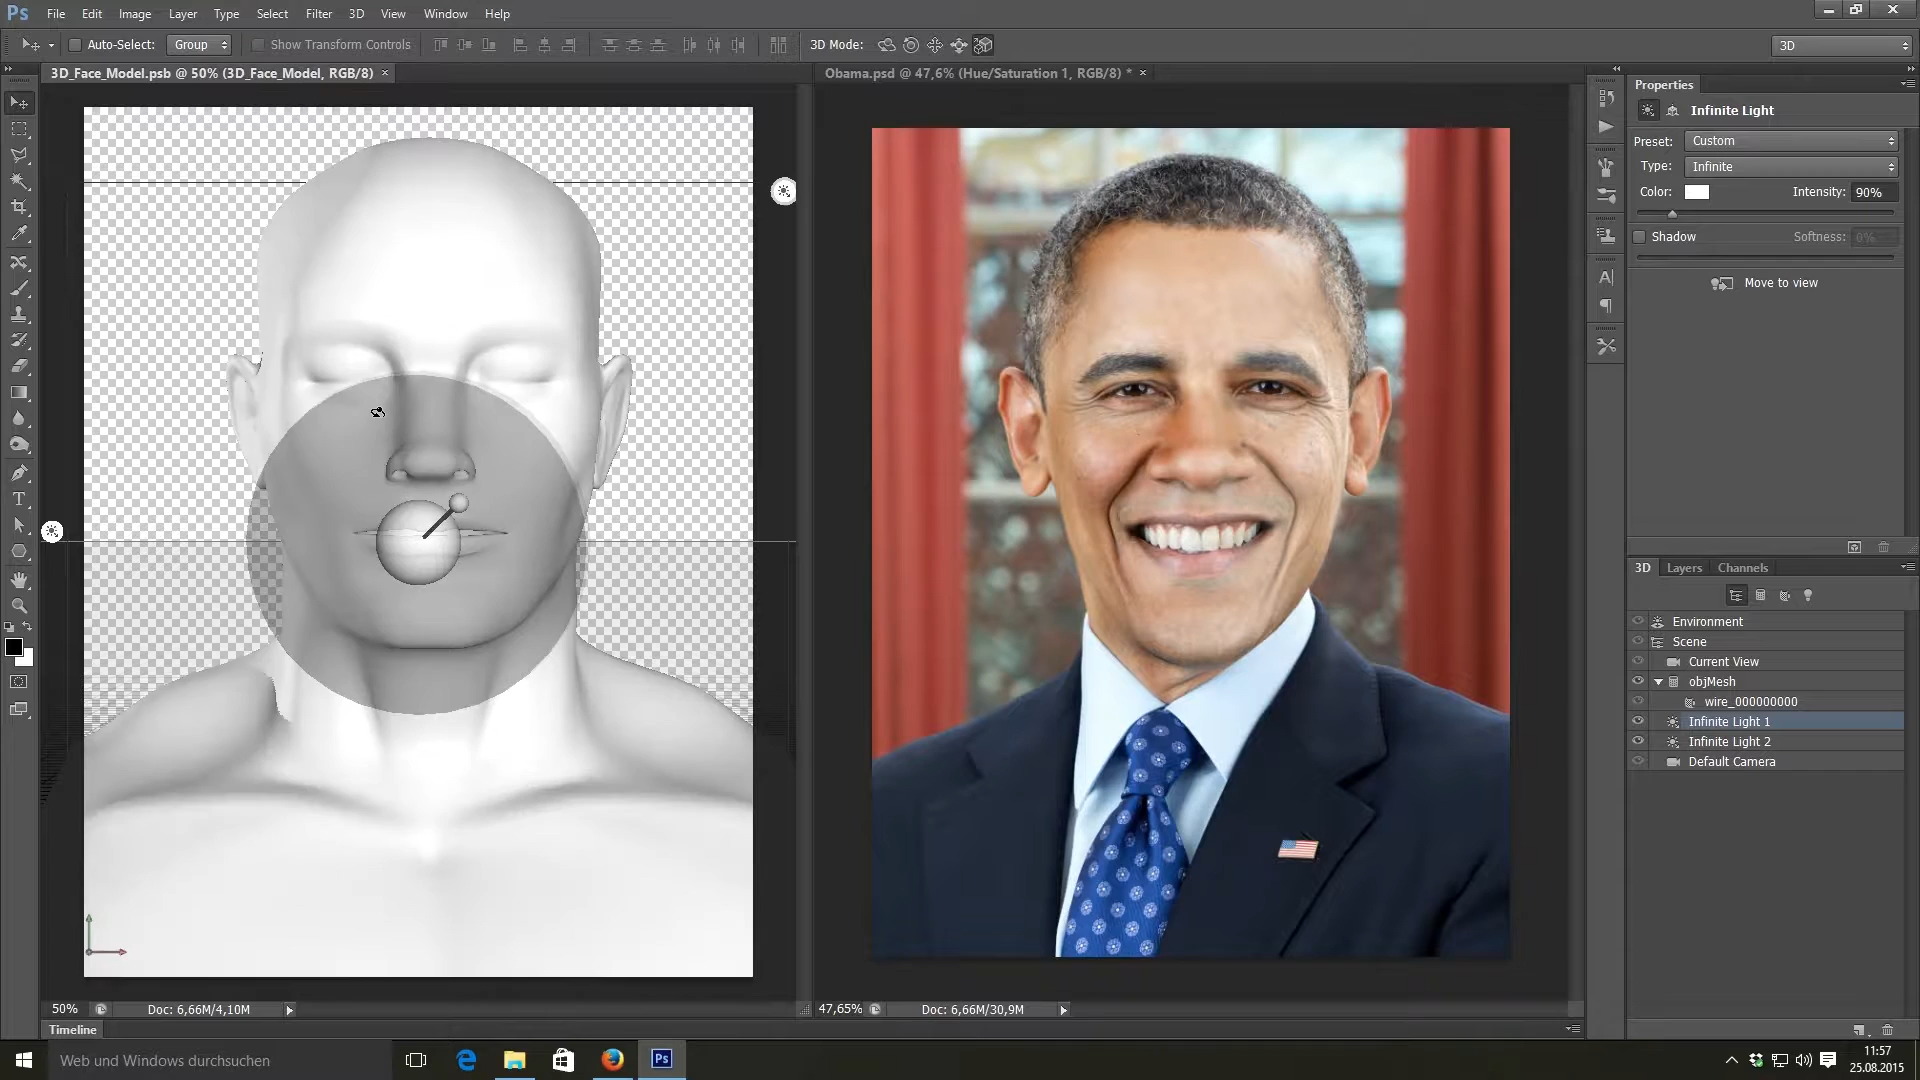 Ps File Edit Image Layer Type Select Filter 3D View Window Help
Auto-Select: Group Show Transform Controls 3D Mode: 3D
3D_Face_Model.psb @ 50% (3D_Face_Model, RGB/8) ×
Obama.psd @ 47,6% (Hue/Saturation 1, RGB/8) * ×
Properties
Infinite Light
Preset: Custom
Type: Infinite
Color: Intensity: 90%
Shadow Softness: 0%
Move to view
3D Layers Channels
Environment
Scene
Current View
objMesh
wire_000000000
Infinite Light 1
Infinite Light 2
Default Camera
50% Doc: 6,66M/4,10M
47,65% Doc: 6,66M/30,9M
Timeline
Web und Windows durchsuchen
Ps
11:57
25.08.2015